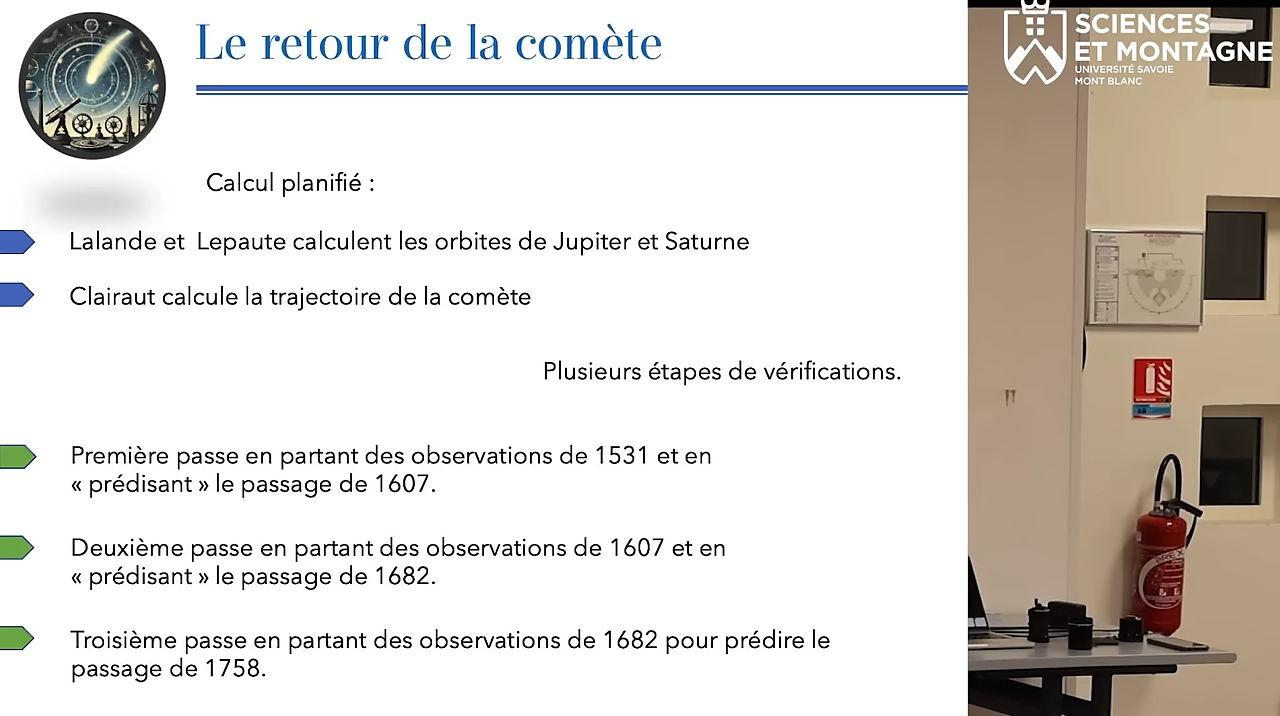 Le retour de la comète
SCIENCES
ET MONTAGNE
UNIVERSITÉ SAVOIE
MONT BLANC
Calcul planifié :
Lalande et Lepaute calculent les orbites de Jupiter et Saturne
Clairaut calcule la trajectoire de la comète
Plusieurs étapes de vérifications.
Première passe en partant des observations de 1531 et en
« prédisant » le passage de 1607.
Deuxième passe en partant des observations de 1607 et en
« prédisant » le passage de 1682.
Troisième passe en partant des observations de 1682 pour prédire le
passage de 1758.